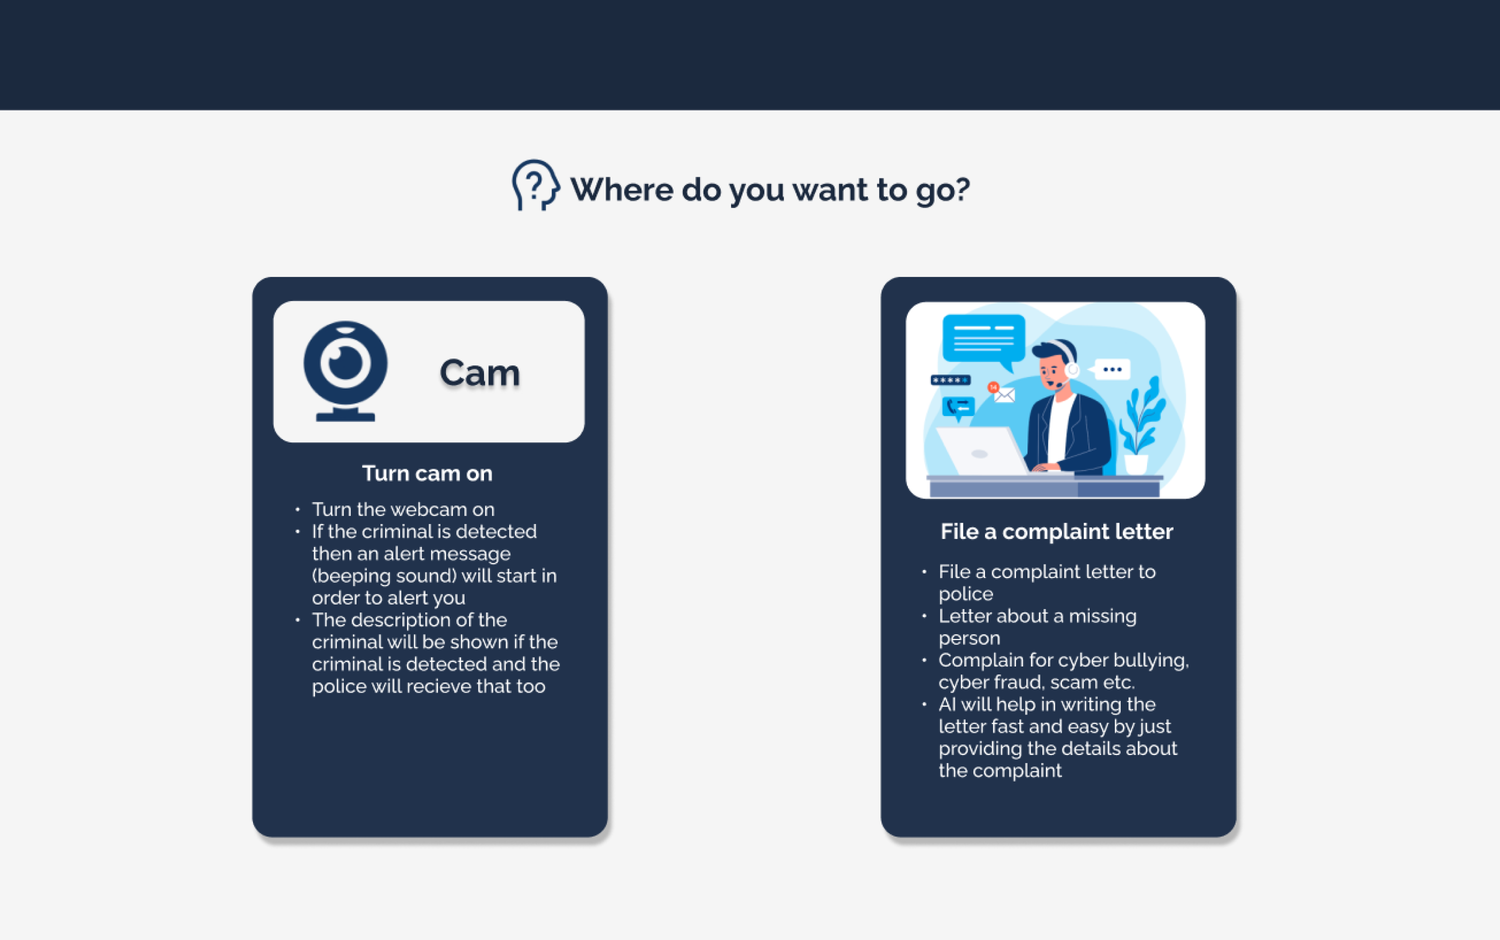 Where do you want to go?
Cam
Turn cam on
• Turn the webcam on
• If the criminal is detected
then an alert message
(beeping sound) will start in
order to alert you
• The description of the
criminal will be shown if the
criminal is detected and the
police will recieve that too
File a complaint letter
• File a complaint letter to
police
• Letter about a missing
person
• Complain for cyber bullying,
cyber fraud, scam etc.
• AI will help in writing the
letter fast and easy by just
providing the details about
the complaint